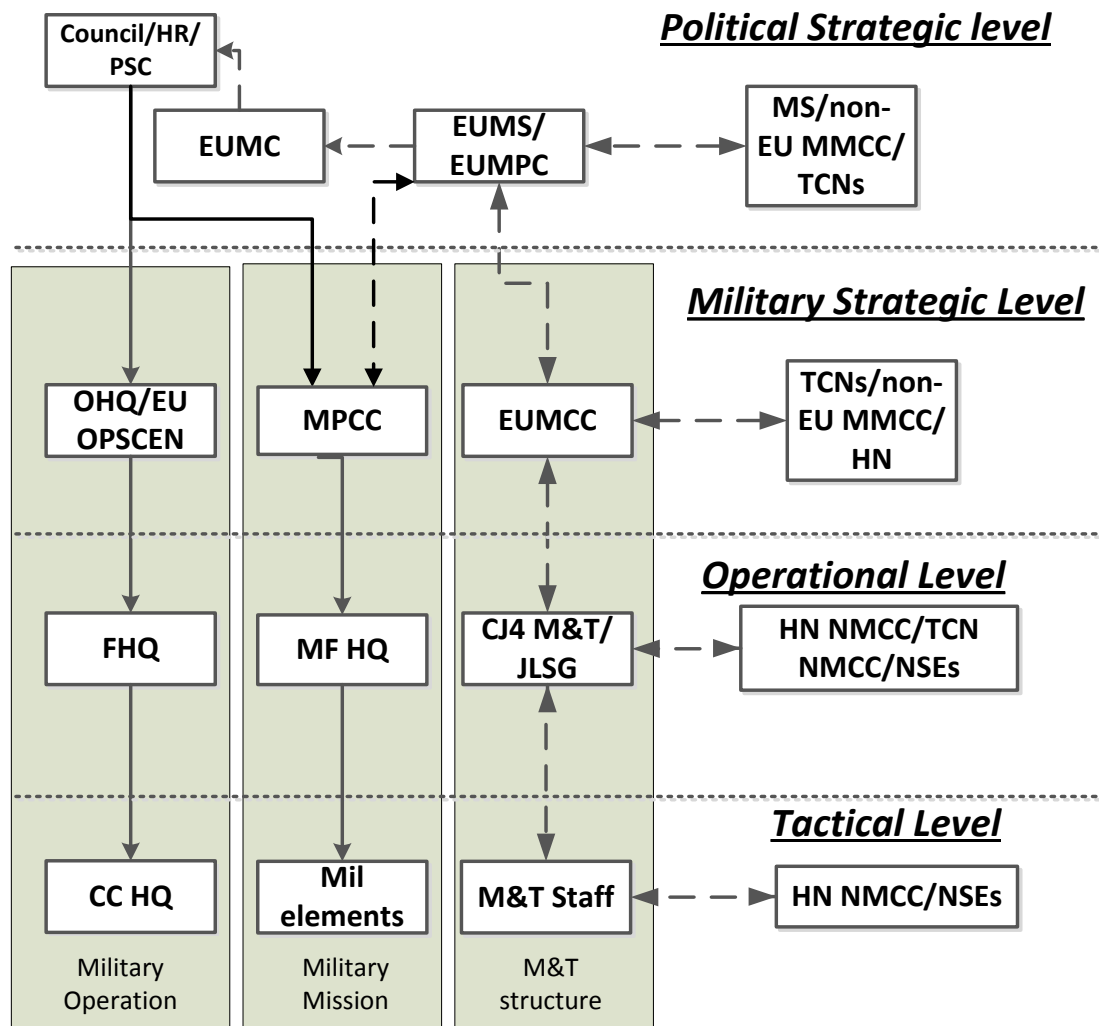 Political Strategic level
Council/HR/
PSC
EUMC
EUMS/
EUMPC
MS/non-
EU MMCC/
TCNs
Military Strategic Level
OHQ/EU
OPSCEN
MPCC
EUMCC
TCNs/non-
EU MMCC/
HN
Operational Level
FHQ
MF HQ
CJ4 M&T/
JLSG
HN NMCC/TCN
NMCC/NSEs
Tactical Level
CC HQ
Mil
elements
M&T Staff
HN NMCC/NSEs
Military
Operation
Military
Mission
M&T
structure